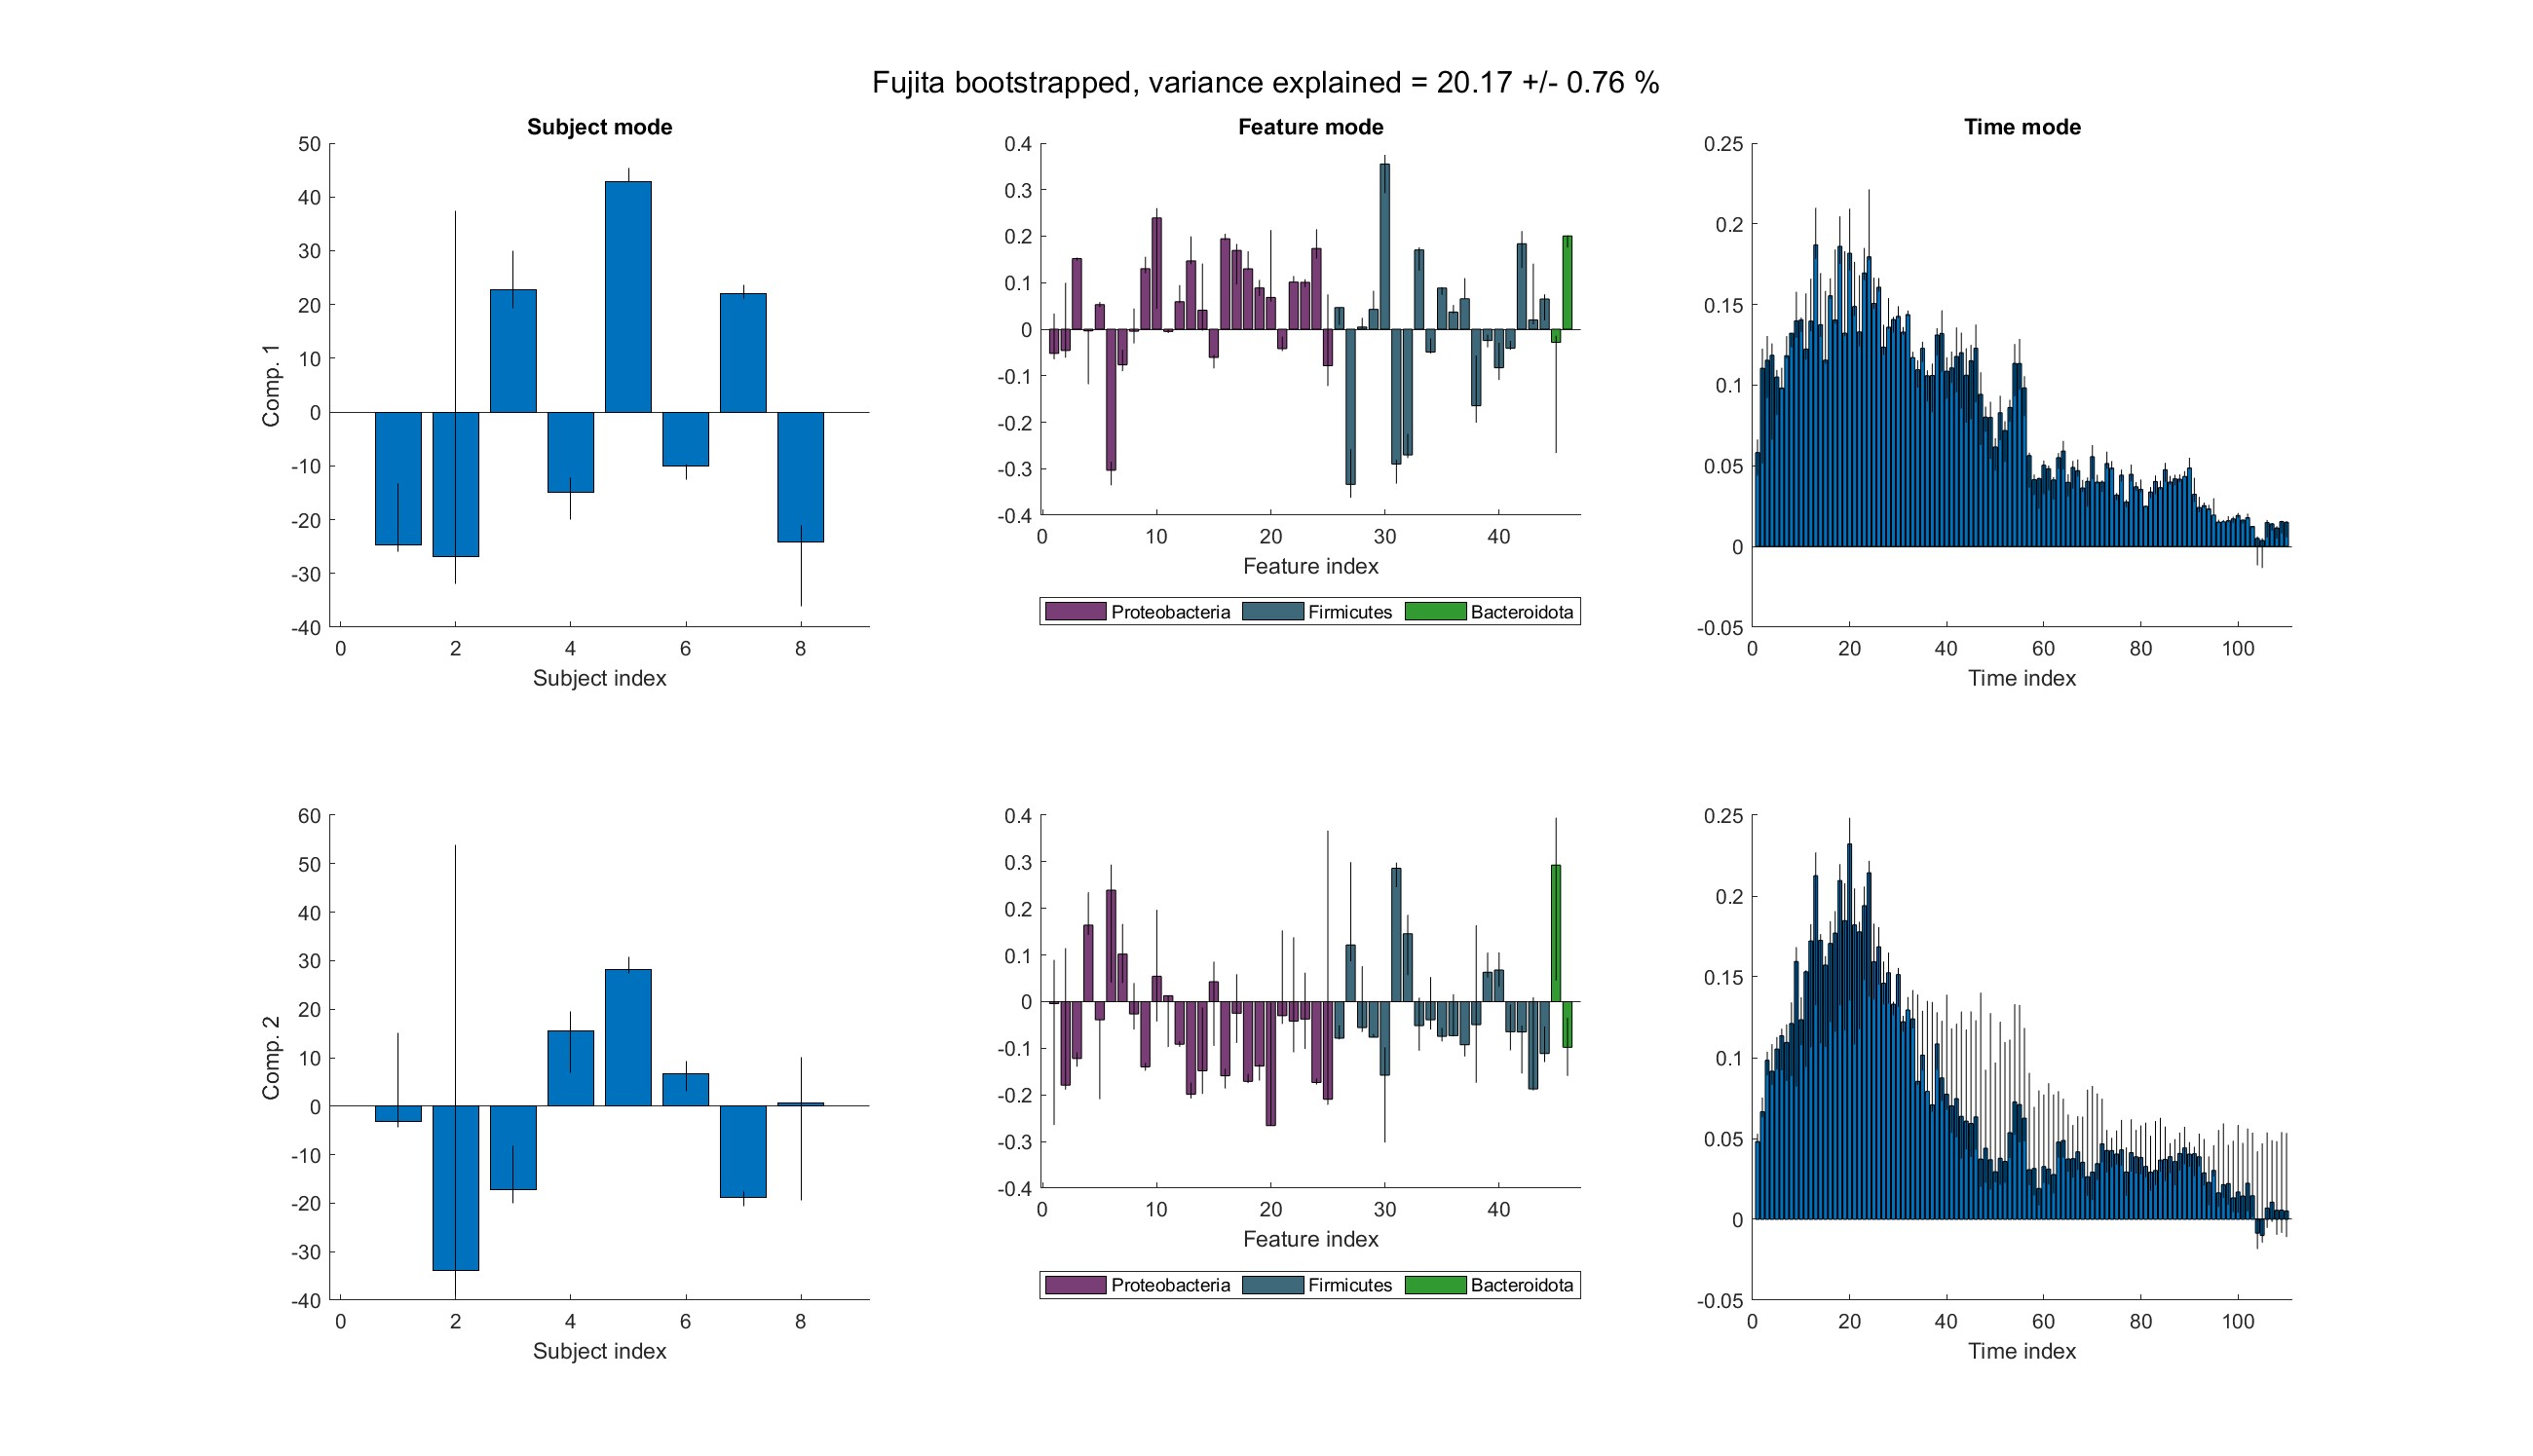 Fujita bootstrapped, variance explained = 20.17 +/- 0.76 %
Subject mode
50
40
30
20
10
0
-10
-20
-30
-40
Comp. 1
0 2 4 6 8
Subject index
Feature mode
0.4
0.3
0.2
0.1
0
-0.1
-0.2
-0.3
-0.4
0 10 20 30 40
Feature index
Proteobacteria Firmicutes Bacteroidota
Time mode
0.25
0.2
0.15
0.1
0.05
0
-0.05
0 20 40 60 80 100
Time index
60
50
40
30
20
10
0
-10
-20
-30
-40
Comp. 2
0 2 4 6 8
Subject index
0.4
0.3
0.2
0.1
0
-0.1
-0.2
-0.3
-0.4
0 10 20 30 40
Feature index
Proteobacteria Firmicutes Bacteroidota
0.25
0.2
0.15
0.1
0.05
0
-0.05
0 20 40 60 80 100
Time index